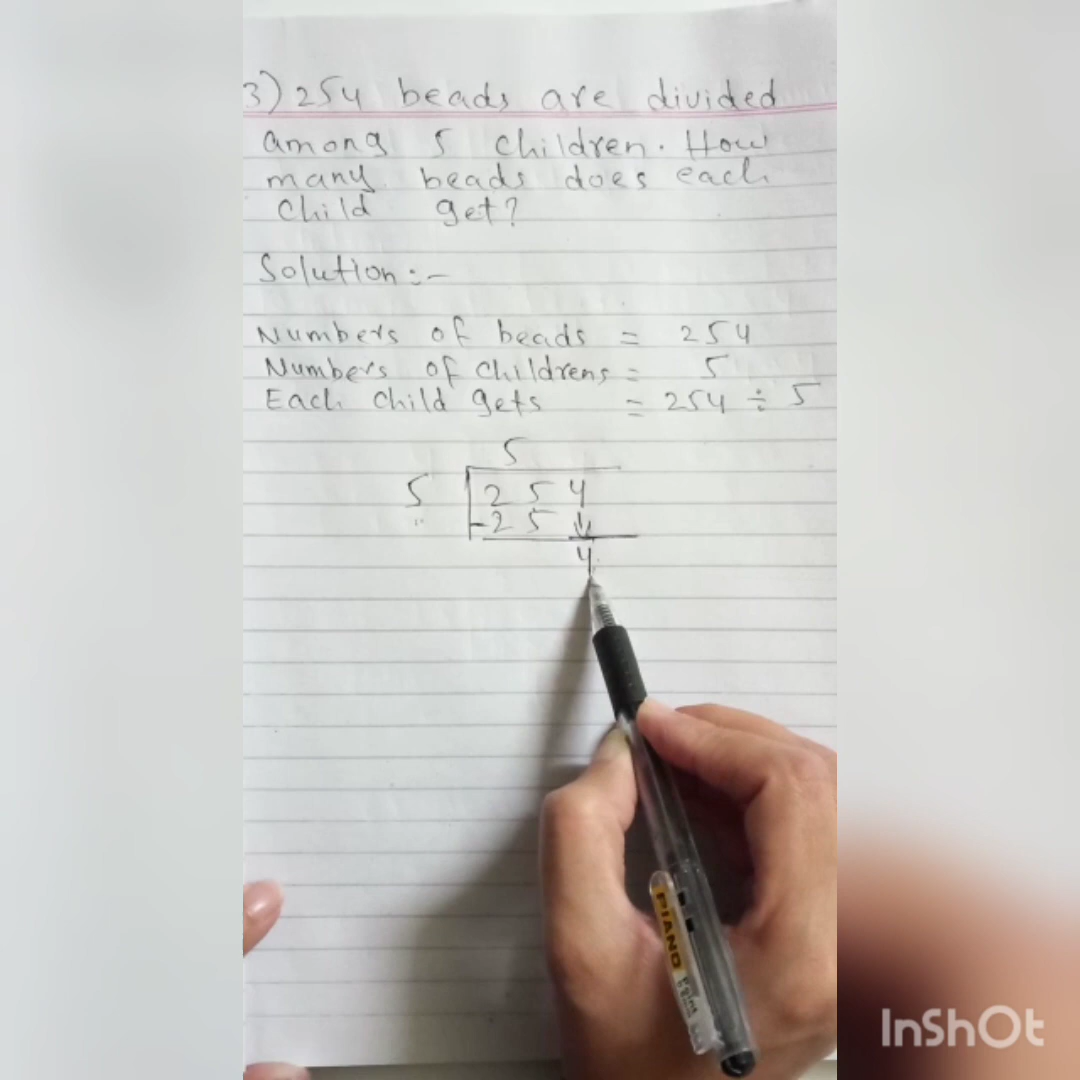 3) 254 beads are divided
among 5 children. How
many beads does each
child get?
Solution:-
Numbers of beads = 254
Numbers of childrens = 5
Each child gets = 254 ÷ 5
5
5 254
-25
4
PIANO
Point
InShOt